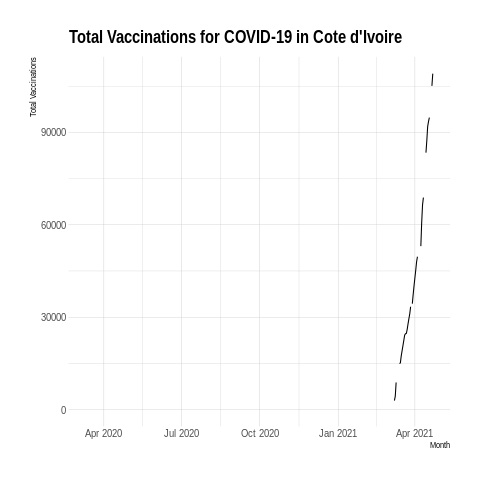 Total Vaccinations for COVID-19 in Cote d'Ivoire
Total Vaccinations
90000
60000
30000
0
Apr 2020 Jul 2020 Oct 2020 Jan 2021 Apr 2021
Month